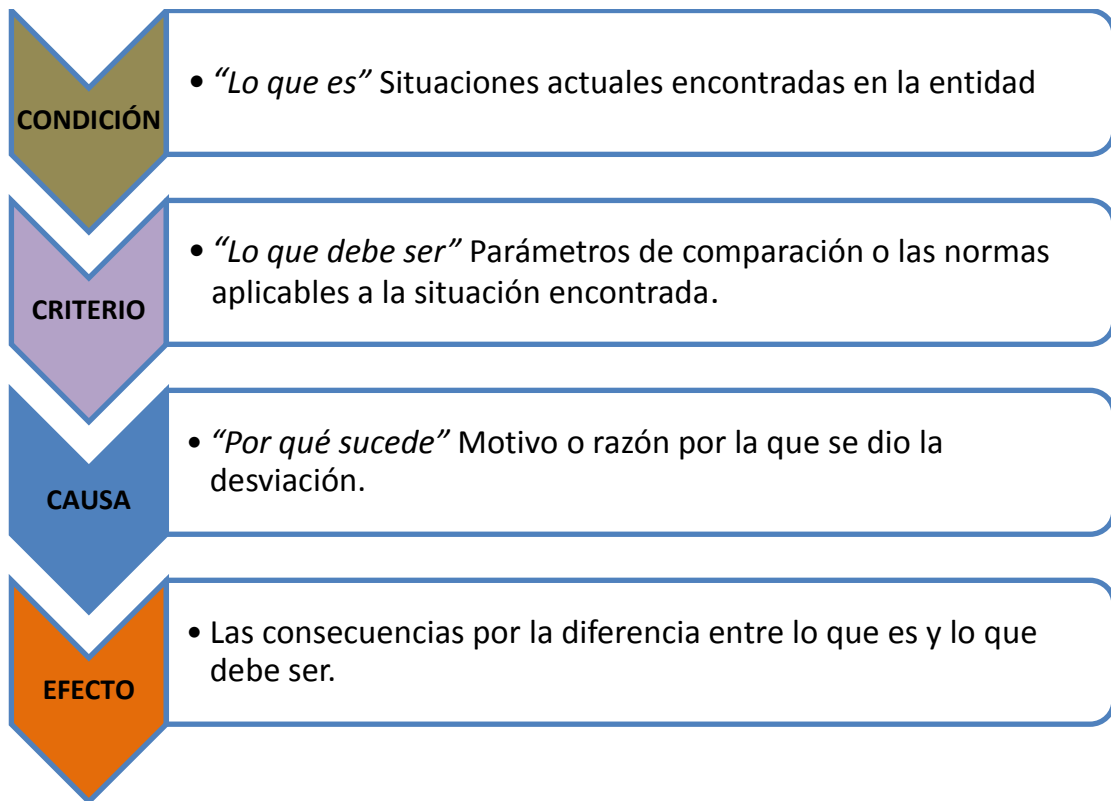 CONDICIÓN
• “Lo que es” Situaciones actuales encontradas en la entidad
CRITERIO
• “Lo que debe ser” Parámetros de comparación o las normas
aplicables a la situación encontrada.
CAUSA
• “Por qué sucede” Motivo o razón por la que se dio la
desviación.
EFECTO
• Las consecuencias por la diferencia entre lo que es y lo que
debe ser.